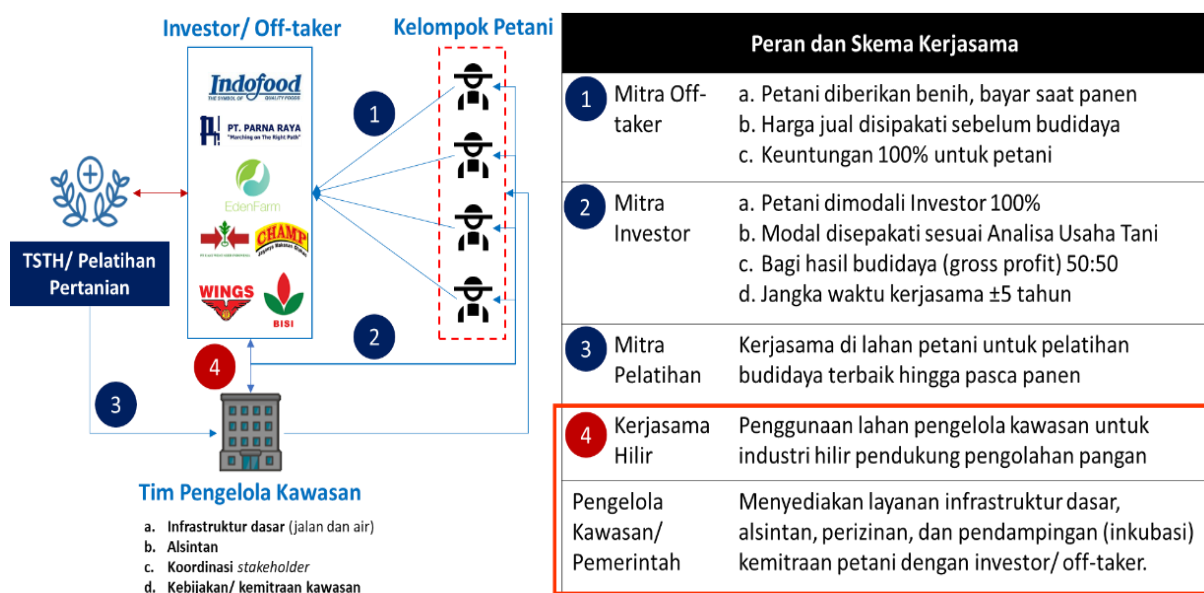 Investor/ Off-taker
Kelompok Petani
Indofood
THE SYMBOL OF QUALITY FOODS
PT. PARNA RAYA
"Marching on The Right Path"
EdenFarm
CHAMP
WINGS
BISI
TSTH/ Pelatihan
Pertanian
1
2
3
4
Tim Pengelola Kawasan
a. Infrastruktur dasar (jalan dan air)
b. Alsintan
c. Koordinasi stakeholder
d. Kebijakan/ kemitraan kawasan
Peran dan Skema Kerjasama
1 Mitra Off- a. Petani diberikan benih, bayar saat panen
taker b. Harga jual disipakati sebelum budidaya
c. Keuntungan 100% untuk petani
2 Mitra a. Petani dimodali Investor 100%
Investor b. Modal disepakati sesuai Analisa Usaha Tani
c. Bagi hasil budidaya (gross profit) 50:50
d. Jangka waktu kerjasama ±5 tahun
3 Mitra Kerjasama di lahan petani untuk pelatihan
Pelatihan budidaya terbaik hingga pasca panen
4 Kerjasama Penggunaan lahan pengelola kawasan untuk
Hilir industri hilir pendukung pengolahan pangan
Pengelola Menyediakan layanan infrastruktur dasar,
Kawasan/ alsintan, perizinan, dan pendampingan (inkubasi)
Pemerintah kemitraan petani dengan investor/ off-taker.